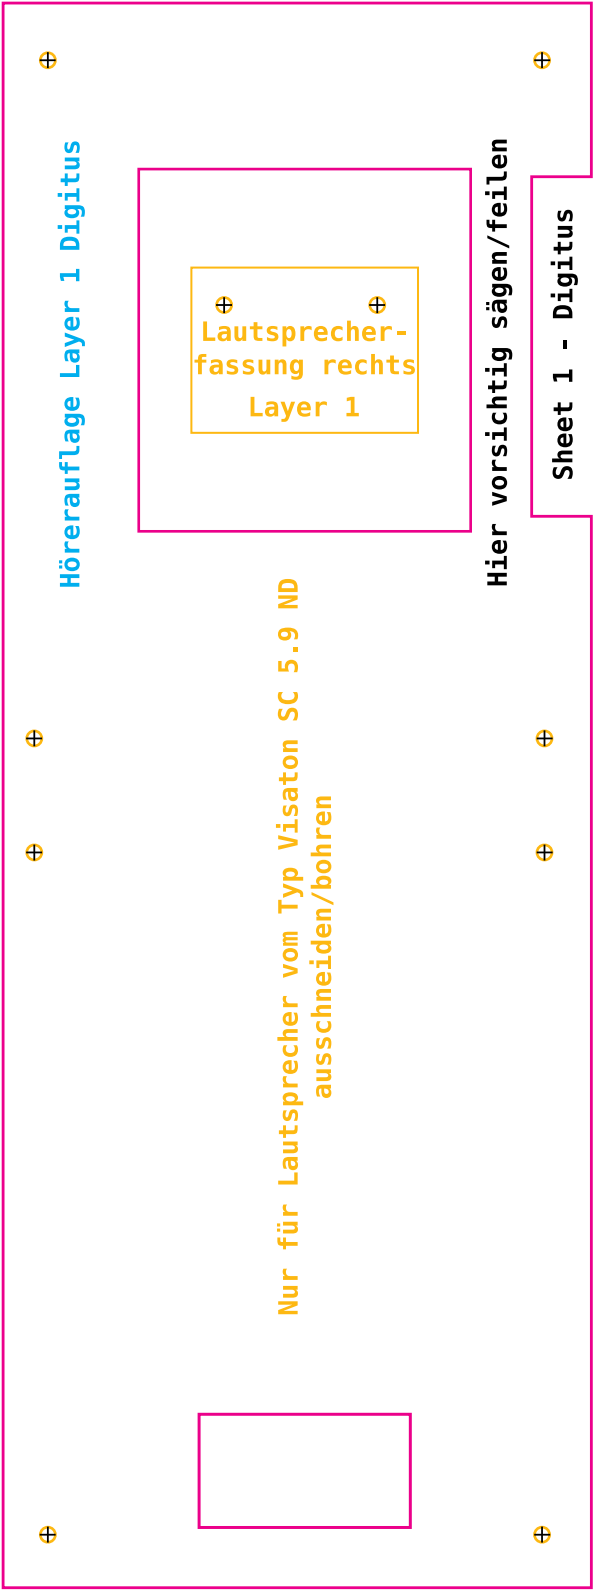 Hörerauflage Layer 1 Digitus
Lautsprecher-
fassung rechts
Layer 1
Hier vorsichtig sägen/feilen
Sheet 1 - Digitus
Nur für Lautsprecher vom Typ Visaton SC 5.9 ND
ausschneiden/bohren